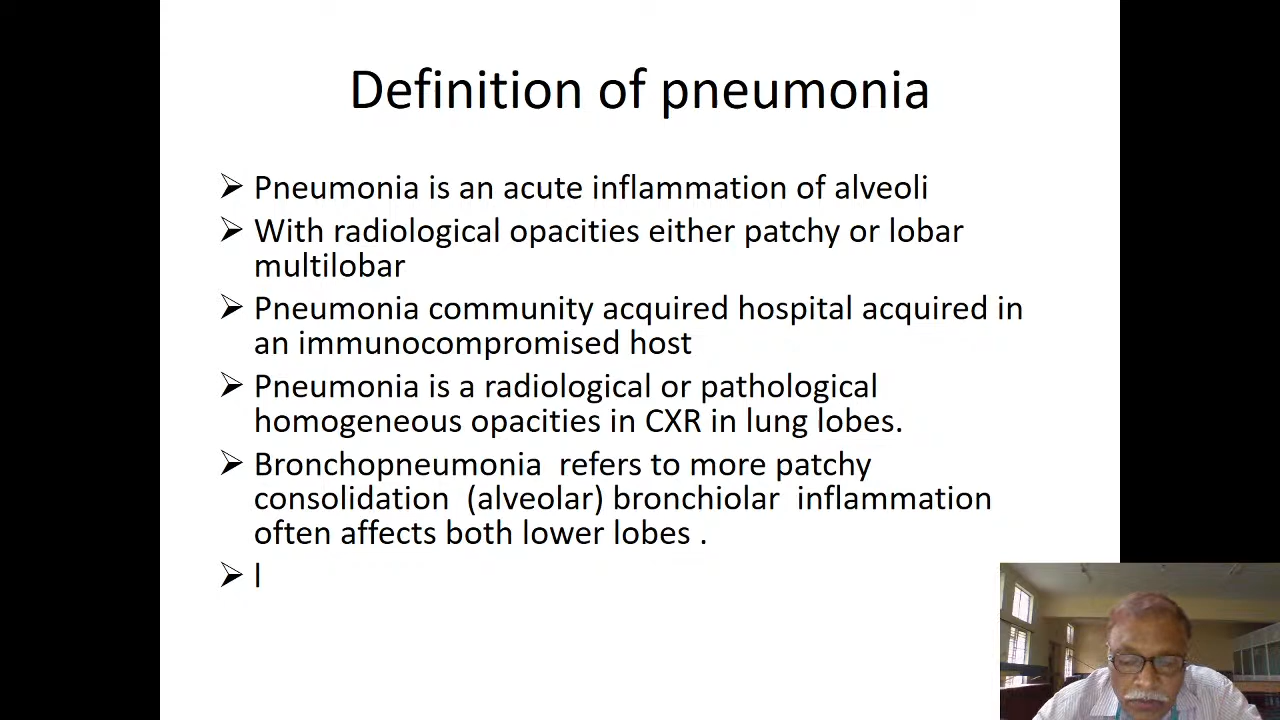 Definition of pneumonia
Pneumonia is an acute inflammation of alveoli
With radiological opacities either patchy or lobar
multilobar
Pneumonia community acquired hospital acquired in
an immunocompromised host
Pneumonia is a radiological or pathological
homogeneous opacities in CXR in lung lobes.
Bronchopneumonia  refers to more patchy
consolidation  (alveolar) bronchiolar  inflammation
often affects both lower lobes .
l